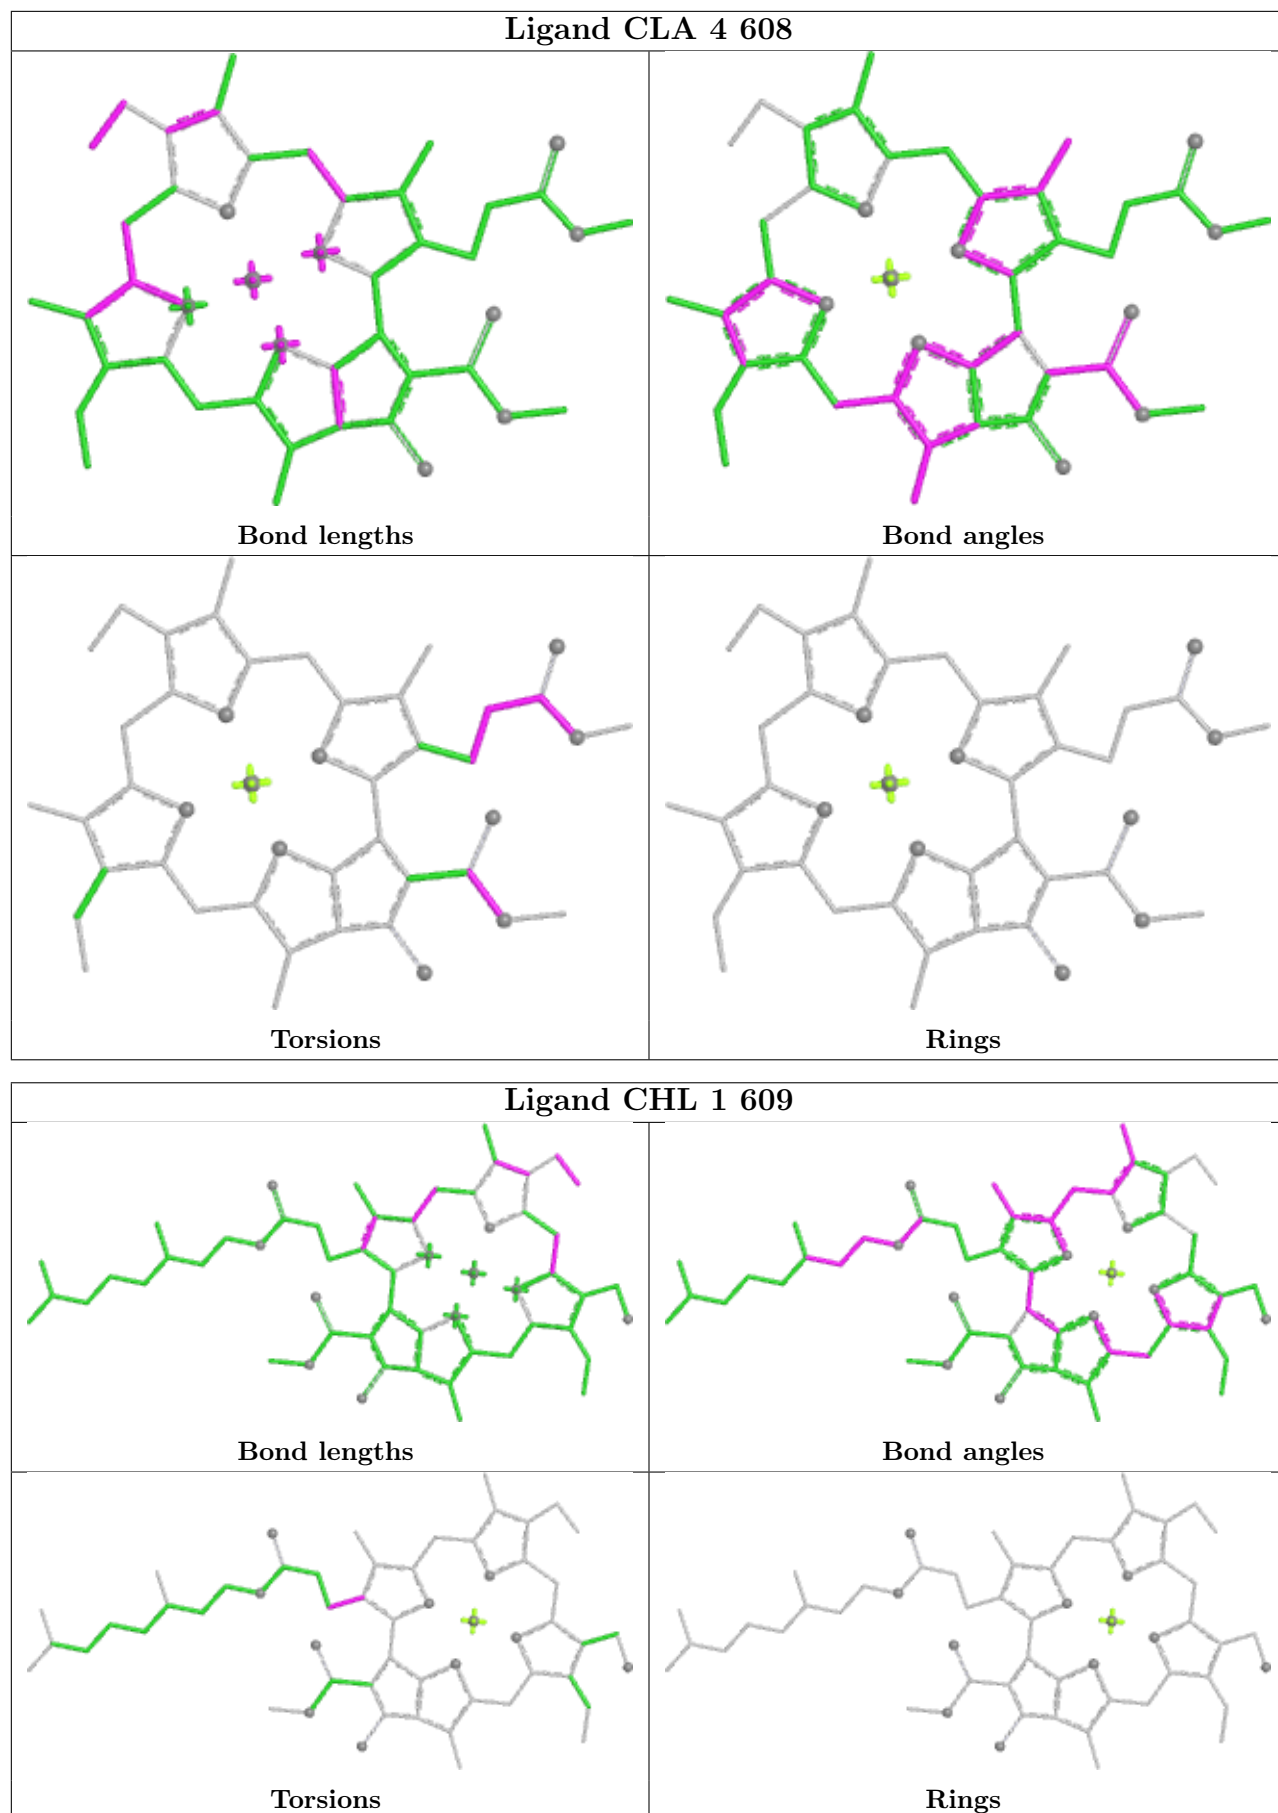 Ligand CLA 4 608
Bond lengths
Bond angles
Torsions
Rings
Ligand CHL 1 609
Bond lengths
Bond angles
Torsions
Rings